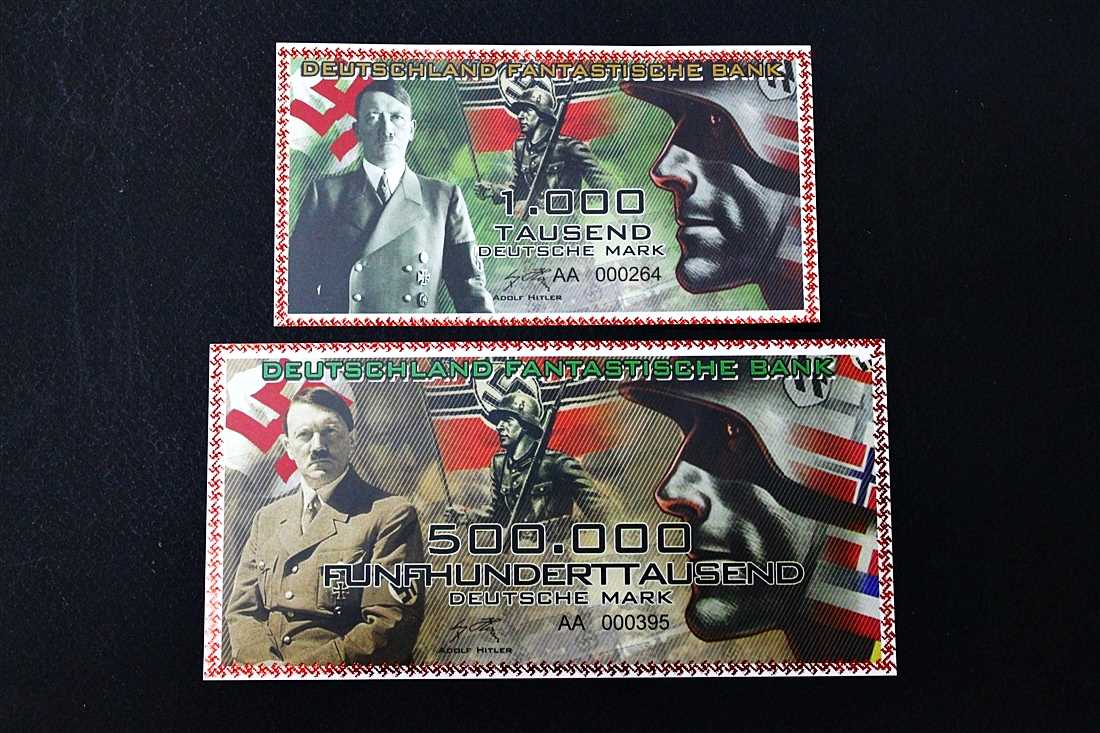 DEUTSCHLAND FANTASTISCHE BANK
1.000
TAUSEND
DEUTSCHE MARK
AA 000264
ADOLF HITLER
DEUTSCHLAND FANTASTISCHE BANK
500.000
FUNFHUNDERTTAUSEND
DEUTSCHE MARK
AA 000395
ADOLF HITLER